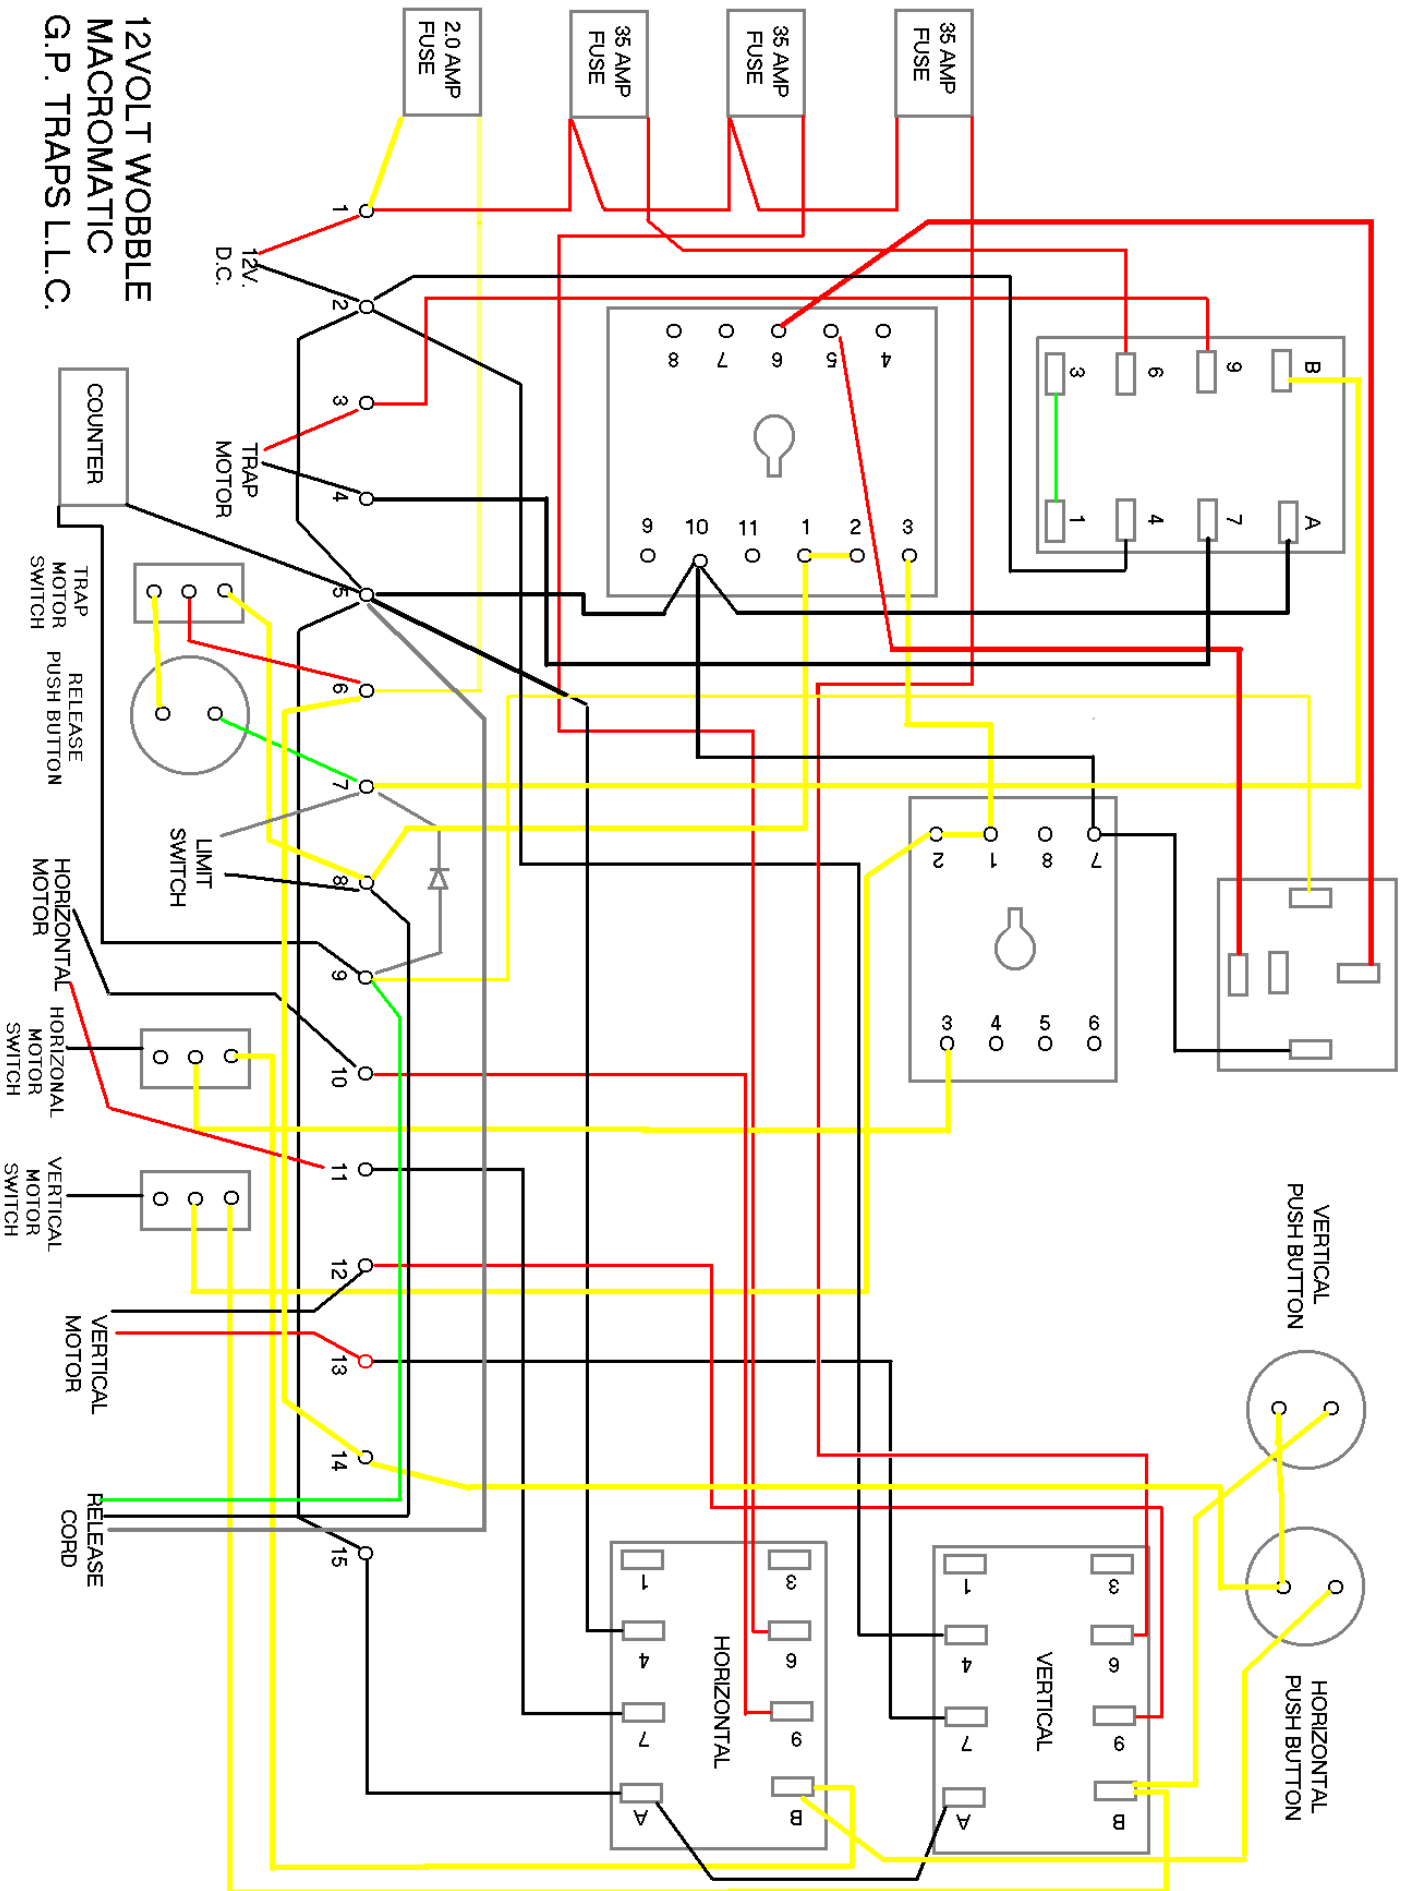 12VOLT WOBBLE
MACROMATIC
G.P. TRAPS L.L.C.
2.0 AMP
FUSE
35 AMP
FUSE
35 AMP
FUSE
35 AMP
FUSE
1
12V.
D.C.
2
3
TRAP
MOTOR
4
5
6
7
8
9
10
11
12
13
14
15
COUNTER
TRAP
MOTOR
SWITCH
RELEASE
PUSH BUTTON
LIMIT
SWITCH
HORIZONTAL
MOTOR
HORIZONAL
MOTOR
SWITCH
VERTICAL
MOTOR
SWITCH
VERTICAL
MOTOR
RELEASE
CORD
8 7 6 5 4
9 10 11 1 2 3
3 6 9 B
1 4 7 A
2 1 8 7
3 4 5 6
VERTICAL
PUSH BUTTON
HORIZONTAL
PUSH BUTTON
1 3
4 6
7 9
A B
HORIZONTAL
1 3
4 6
7 9
A B
VERTICAL